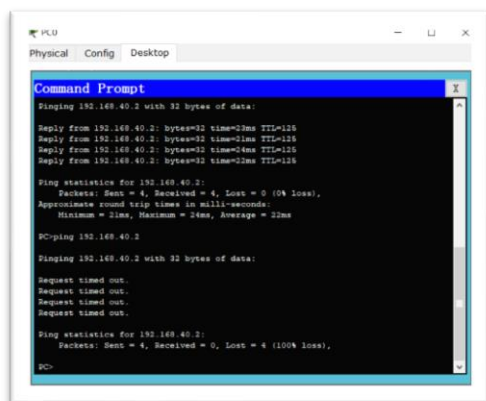 PC0
Physical Config Desktop
Command Prompt
X
Pinging 192.168.40.2 with 32 bytes of data:
Reply from 192.168.40.2: bytes=32 time=23ms TTL=125
Reply from 192.168.40.2: bytes=32 time=21ms TTL=125
Reply from 192.168.40.2: bytes=32 time=24ms TTL=125
Reply from 192.168.40.2: bytes=32 time=22ms TTL=125
Ping statistics for 192.168.40.2:
Packets: Sent = 4, Received = 4, Lost = 0 (0% loss),
Approximate round trip times in milli-seconds:
Minimum = 21ms, Maximum = 24ms, Average = 22ms
PC>ping 192.168.40.2
Pinging 192.168.40.2 with 32 bytes of data:
Request timed out.
Request timed out.
Request timed out.
Request timed out.
Ping statistics for 192.168.40.2:
Packets: Sent = 4, Received = 0, Lost = 4 (100% loss),
PC>